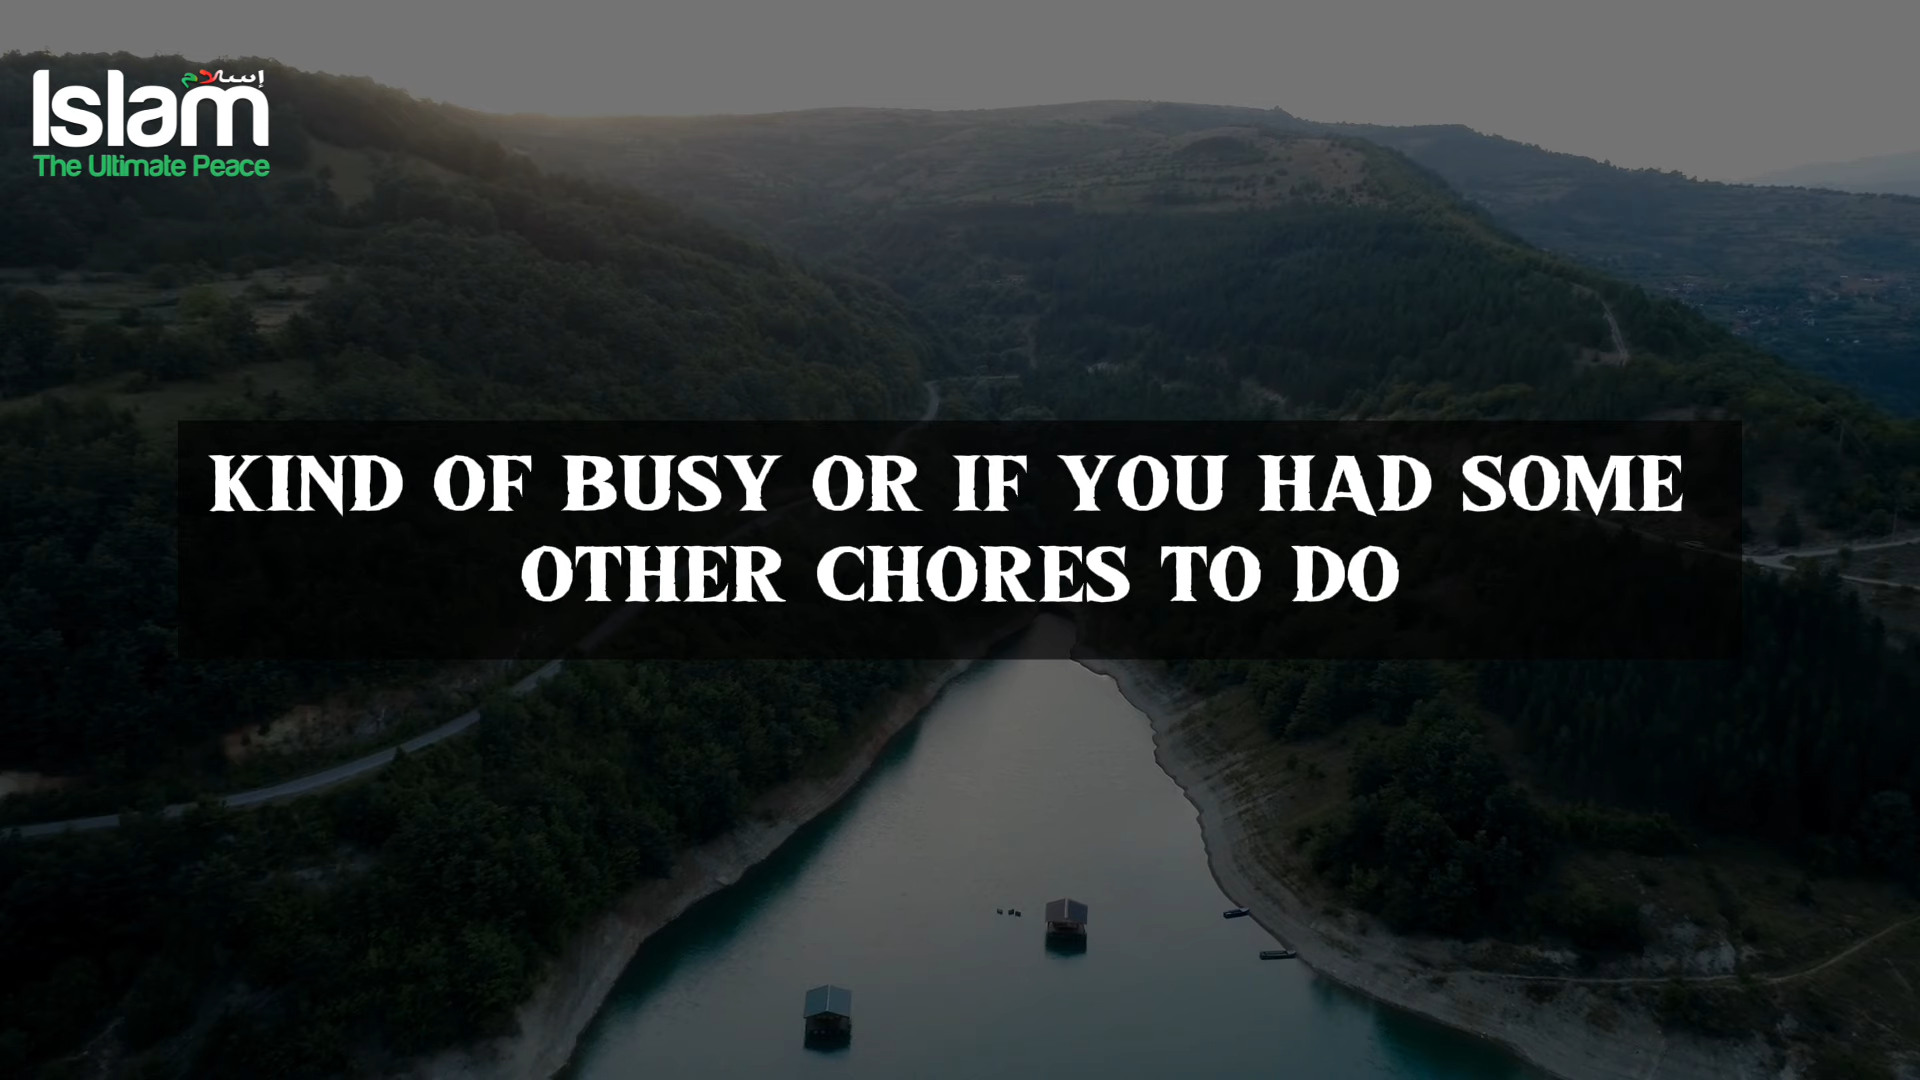 إسلام
Islam
The Ultimate Peace
KIND OF BUSY OR IF YOU HAD SOME
OTHER CHORES TO DO